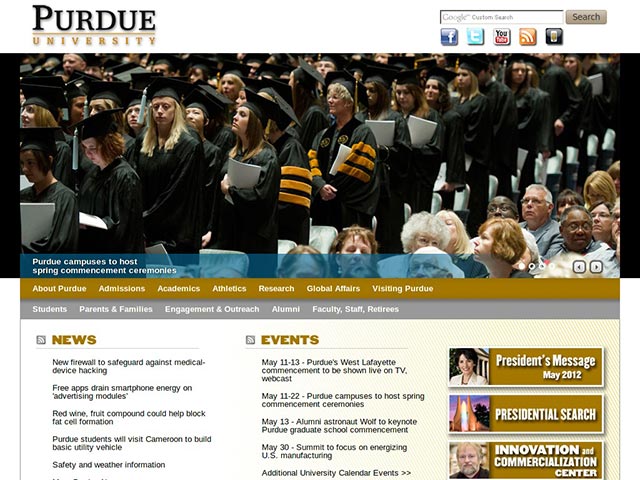 PURDUE
UNIVERSITY
Google™ Custom Search
Search
Purdue campuses to host
spring commencement ceremonies
About Purdue Admissions Academics Athletics Research Global Affairs Visiting Purdue
Students Parents & Families Engagement & Outreach Alumni Faculty, Staff, Retirees
NEWS
New firewall to safeguard against medical-
device hacking
Free apps drain smartphone energy on
'advertising modules'
Red wine, fruit compound could help block
fat cell formation
Purdue students will visit Cameroon to build
basic utility vehicle
Safety and weather information
EVENTS
May 11-13 - Purdue's West Lafayette
commencement to be shown live on TV,
webcast
May 11-22 - Purdue campuses to host spring
commencement ceremonies
May 13 - Alumni astronaut Wolf to keynote
Purdue graduate school commencement
May 30 - Summit to focus on energizing
U.S. manufacturing
Additional University Calendar Events >>
President's Message
May 2012
PRESIDENTIAL SEARCH
INNOVATION and
COMMERCIALIZATION
CENTER